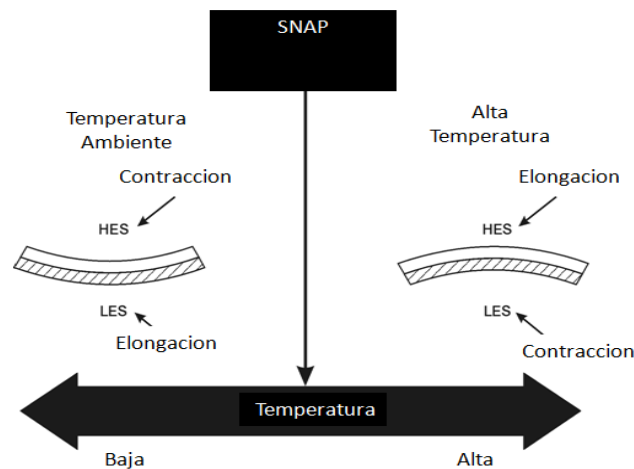 SNAP
Temperatura
Ambiente
Contraccion
HES
LES
Elongacion
Alta
Temperatura
Elongacion
HES
LES
Contraccion
Temperatura
Baja
Alta